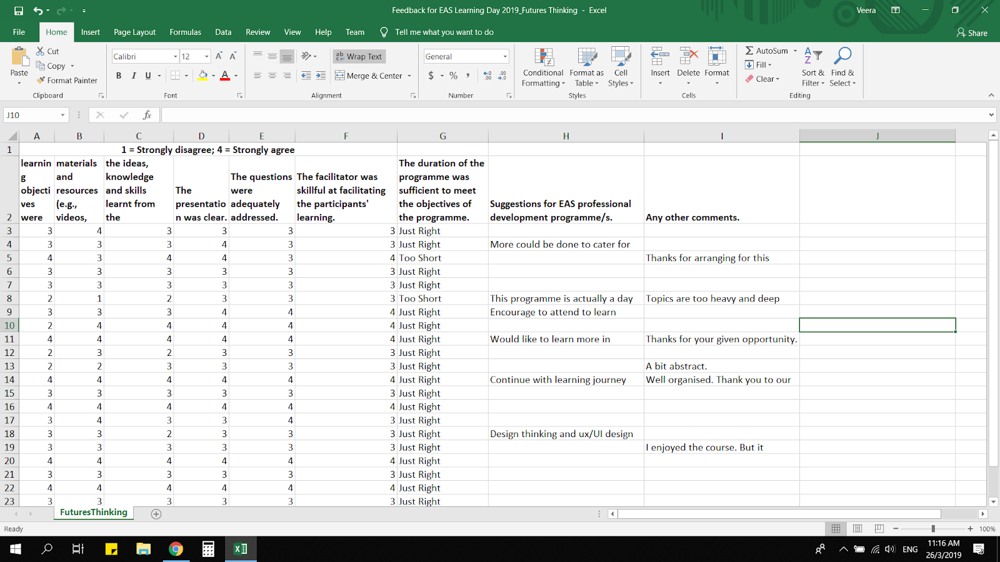 Feedback for EAS Learning Day 2019_Futures Thinking - Excel
Veera
File Home Insert Page Layout Formulas Data Review View Help Team Tell me what you want to do Share
Paste Cut Copy Format Painter Clipboard
Calibri 12 A A B I U A Font
ab Wrap Text Merge & Center Alignment
General $ % , Number
Conditional Formatting Format as Table Cell Styles Styles
Insert Delete Format Cells
AutoSum Fill Clear Sort & Filter Find & Select Editing
J10 fx
A B C D E F G H I J
1 1 = Strongly disagree; 4 = Strongly agree
2
learnin
g
objecti
ves
were
materials
and
resources
(e.g.,
videos,
the ideas,
knowledge
and skills
learnt from
the
The
presentatio
n was clear.
The questions
were
adequately
addressed.
The facilitator was
skillful at facilitating
the participants'
learning.
The duration of the
programme was
sufficient to meet
the objectives of
the programme.
Suggestions for EAS professional
development programme/s.
Any other comments.
3 3 4 3 3 3 3 Just Right
4 3 3 3 4 3 3 Just Right More could be done to cater for
5 4 3 4 4 3 4 Too Short Thanks for arranging for this
6 3 3 3 3 3 3 Just Right
7 3 3 3 3 3 3 Just Right
8 2 1 2 3 3 3 Too Short This programme is actually a day Topics are too heavy and deep
9 3 3 3 4 4 4 Just Right Encourage to attend to learn
10 2 4 4 4 4 4 Just Right
11 4 4 4 4 4 4 Just Right Would like to learn more in Thanks for your given opportunity.
12 2 3 2 3 3 3 Just Right
13 2 2 3 3 3 3 Just Right A bit abstract.
14 4 4 4 4 4 4 Just Right Continue with learning journey Well organised. Thank you to our
15 3 3 3 3 3 3 Just Right
16 4 4 4 4 4 4 Just Right
17 3 4 3 3 4 3 Just Right
18 3 3 2 3 3 3 Just Right Design thinking and ux/UI design
19 3 3 3 3 3 3 Just Right I enjoyed the course. But it
20 4 4 4 4 4 4 Just Right
21 3 3 3 3 3 3 Just Right
22 4 4 4 4 4 4 Just Right
23 3 3 3 3 3 3 Just Right
FuturesThinking
Ready 100%
ENG 11:16 AM
26/3/2019